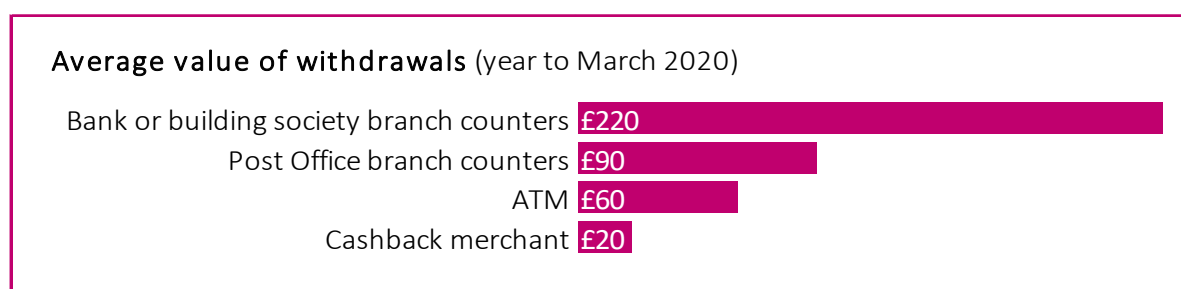 Average value of withdrawals (year to March 2020)
Bank or building society branch counters £220
Post Office branch counters £90
ATM £60
Cashback merchant £20